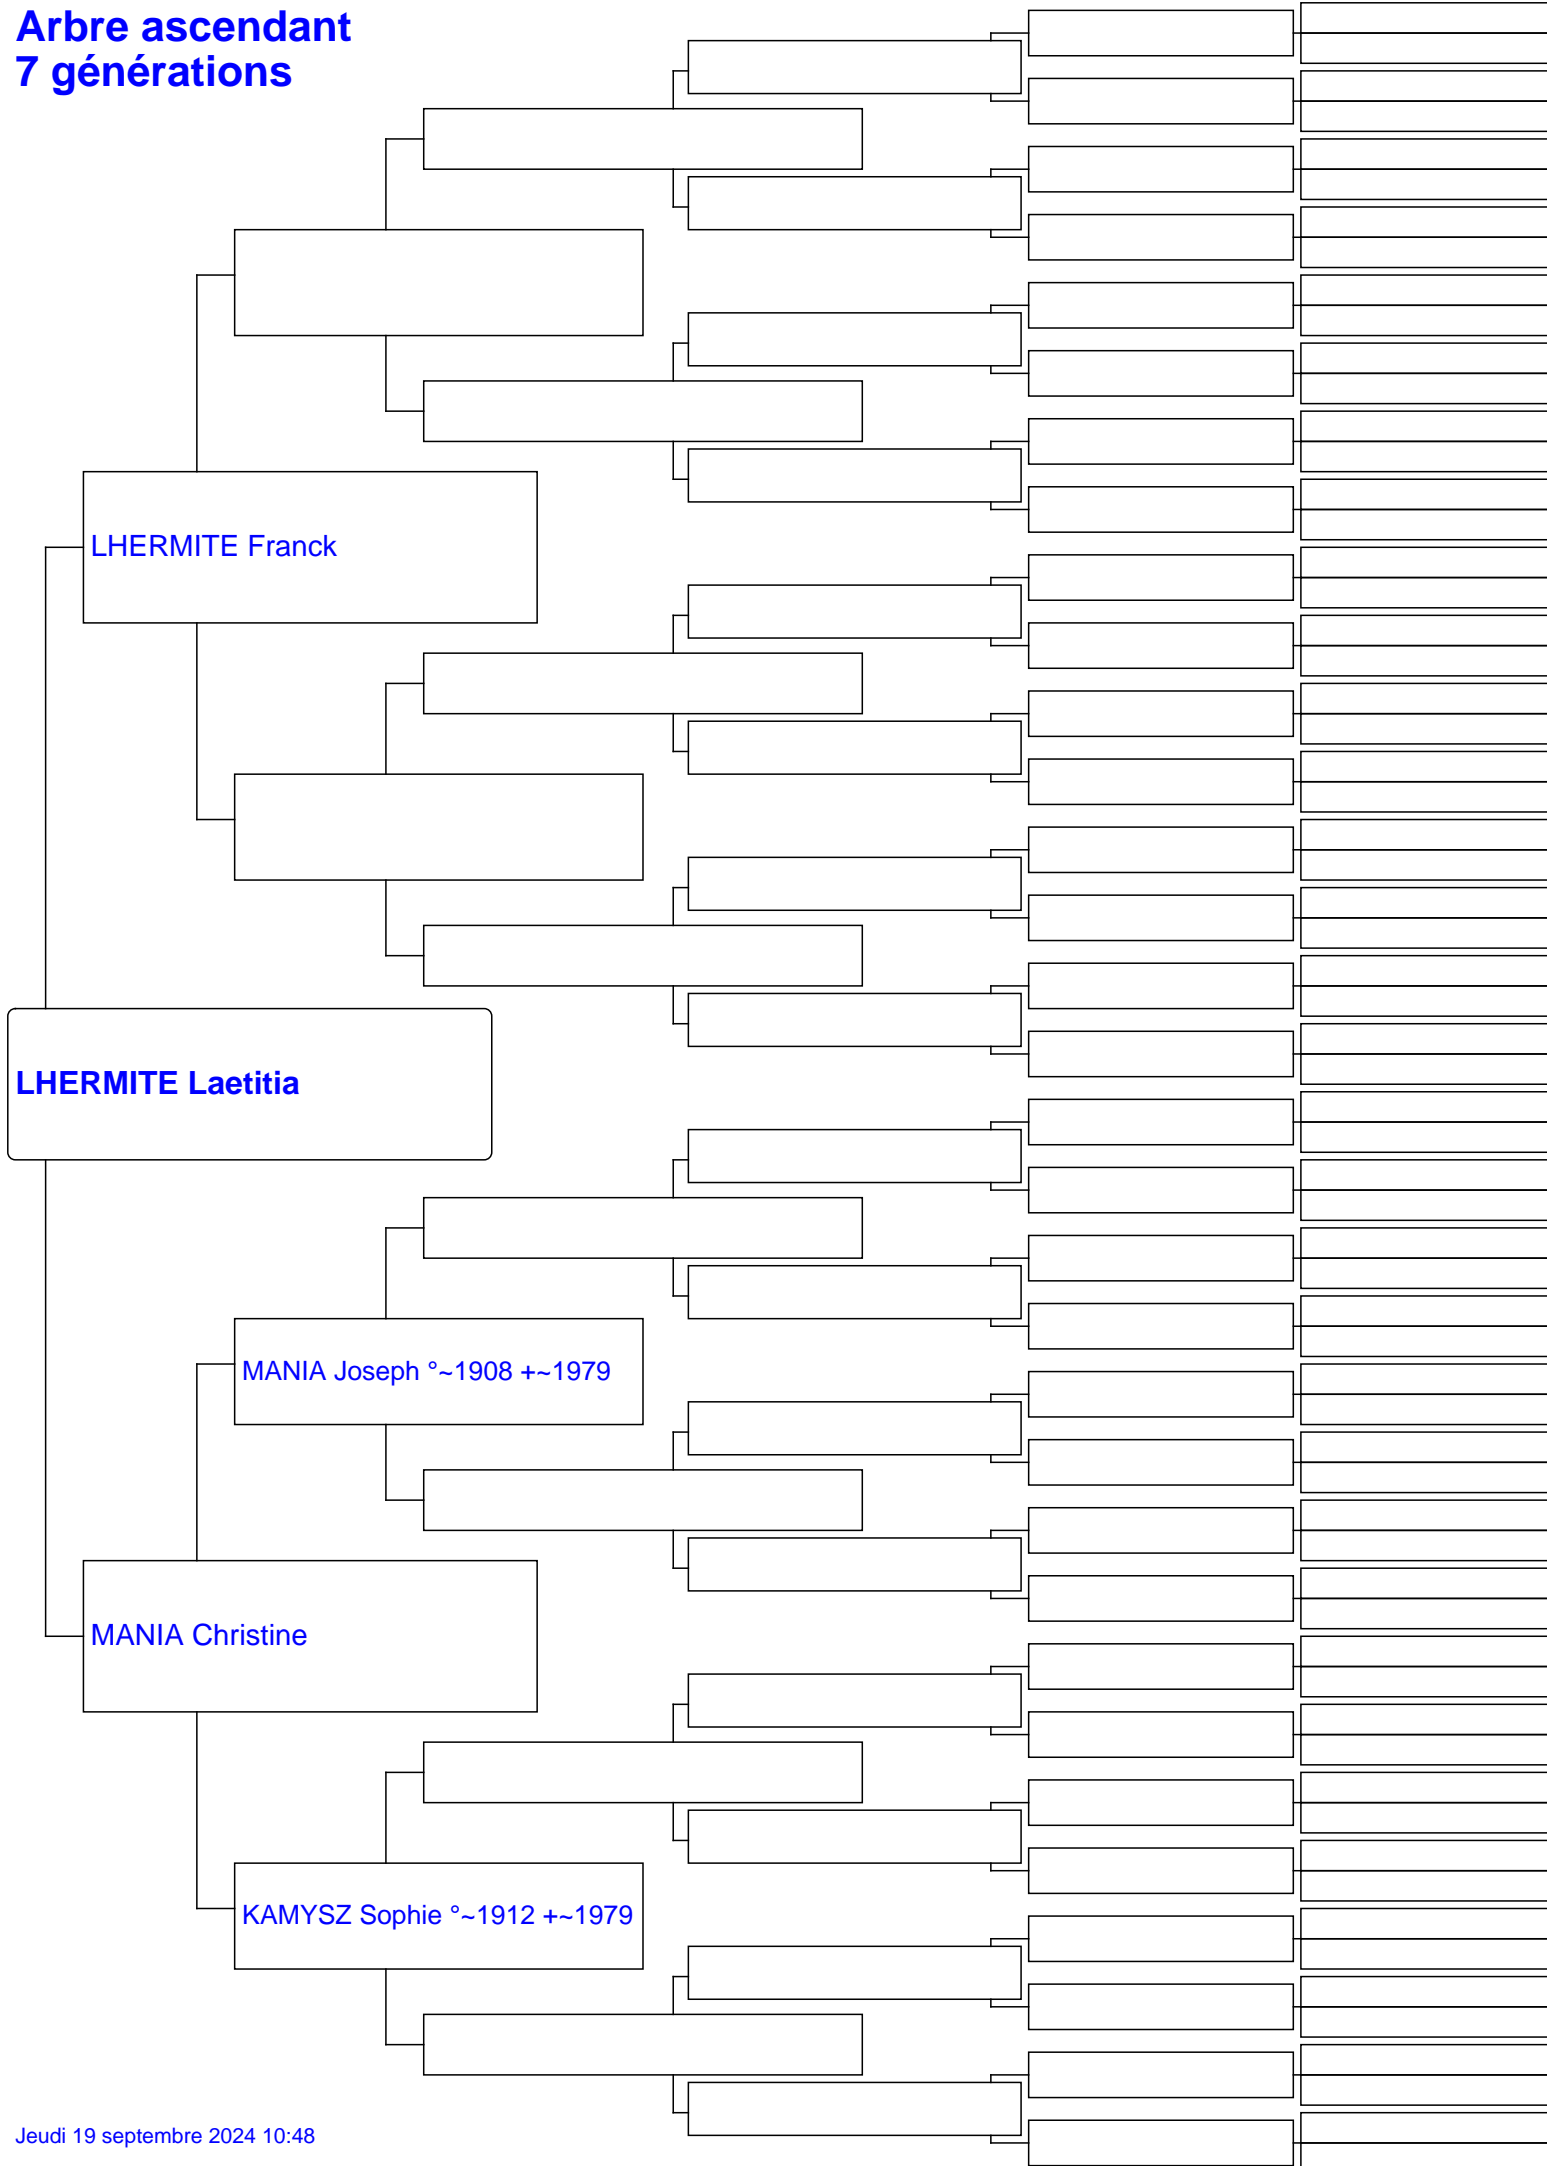 Arbre ascendant
7 générations
LHERMITE Franck
LHERMITE Laetitia
MANIA Joseph °~1908 +~1979
MANIA Christine
KAMYSZ Sophie °~1912 +~1979
Jeudi 19 septembre 2024 10:48